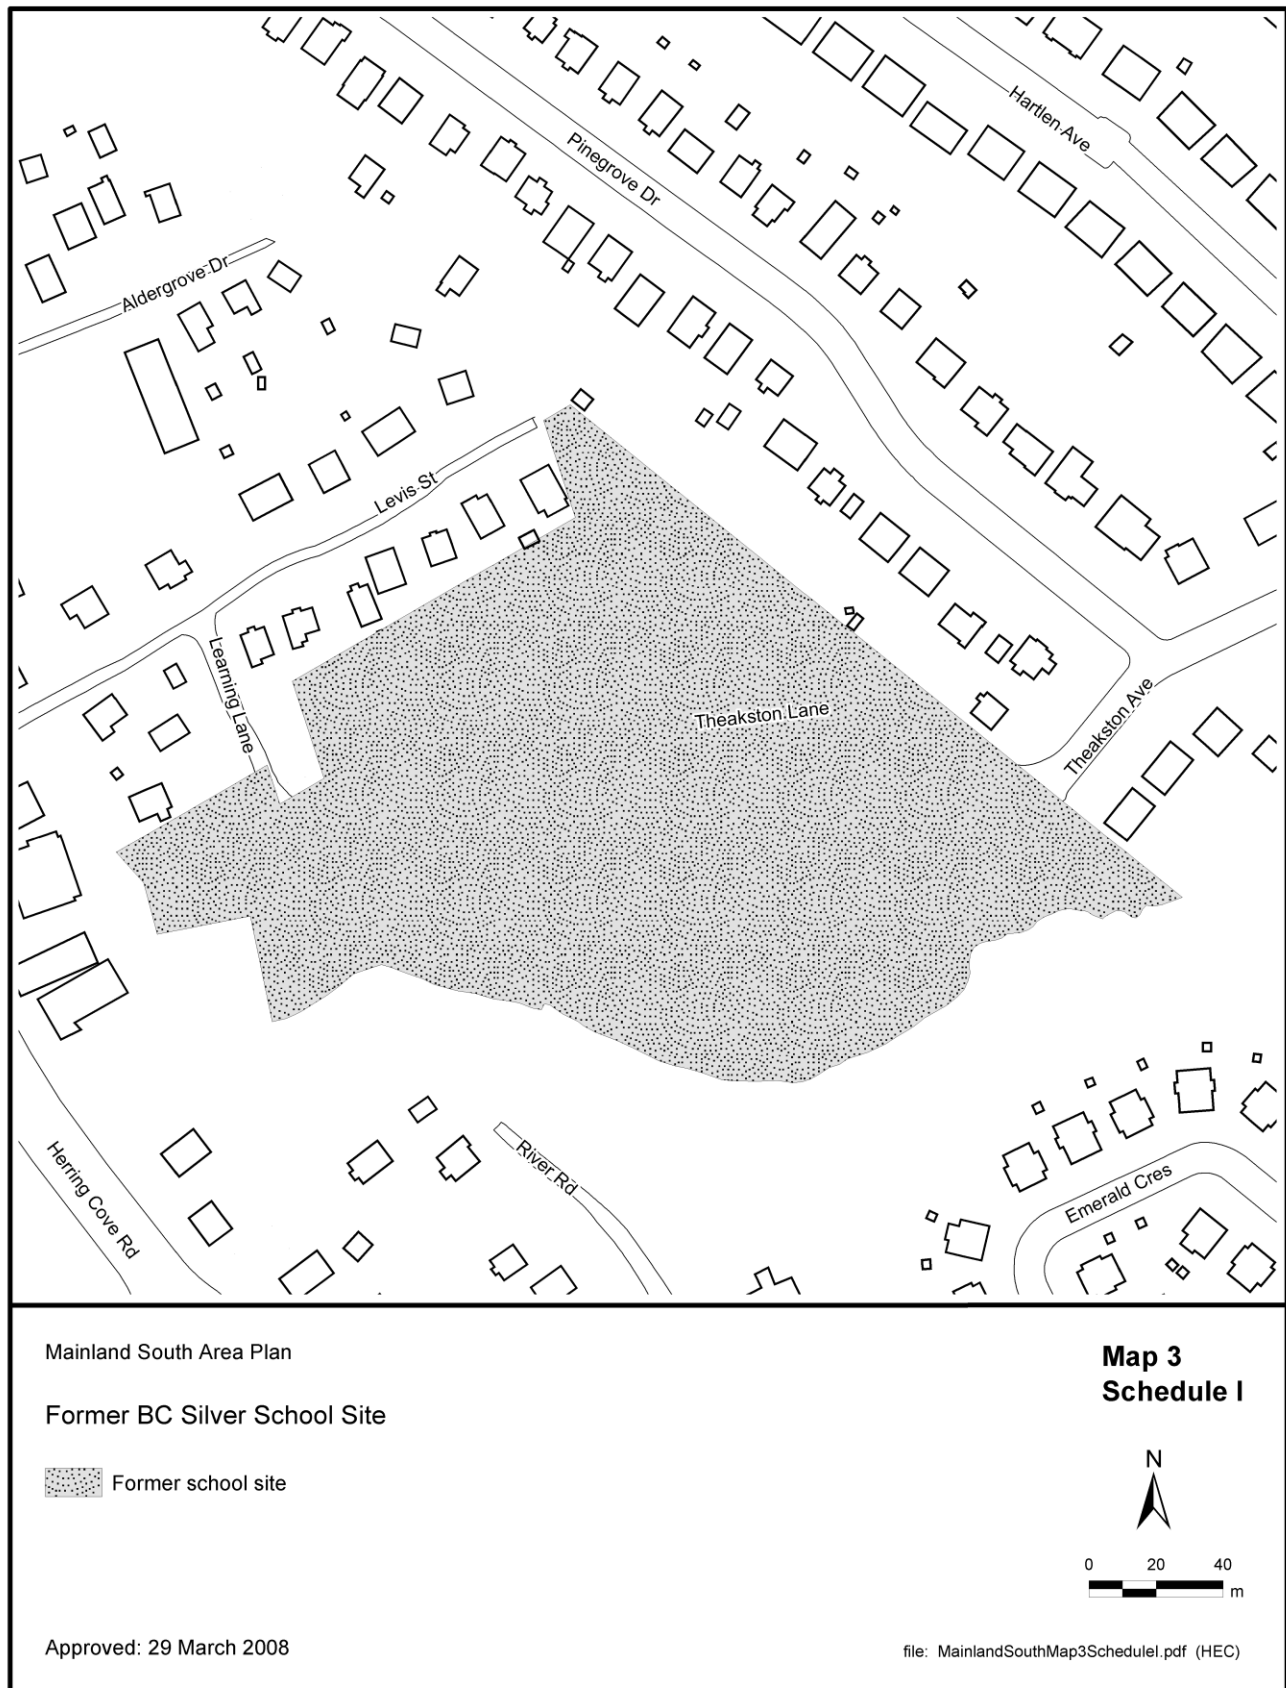 Hartlen Ave
Pinegrove Dr
Aldergrove Dr
Levis St
Learning Lane
Theakston Lane
Theakston Ave
Herring Cove Rd
River Rd
Emerald Cres
Mainland South Area Plan
Former BC Silver School Site
Former school site
Approved: 29 March 2008
Map 3
Schedule I
N
0 20 40
m
file: MainlandSouthMap3ScheduleI.pdf (HEC)